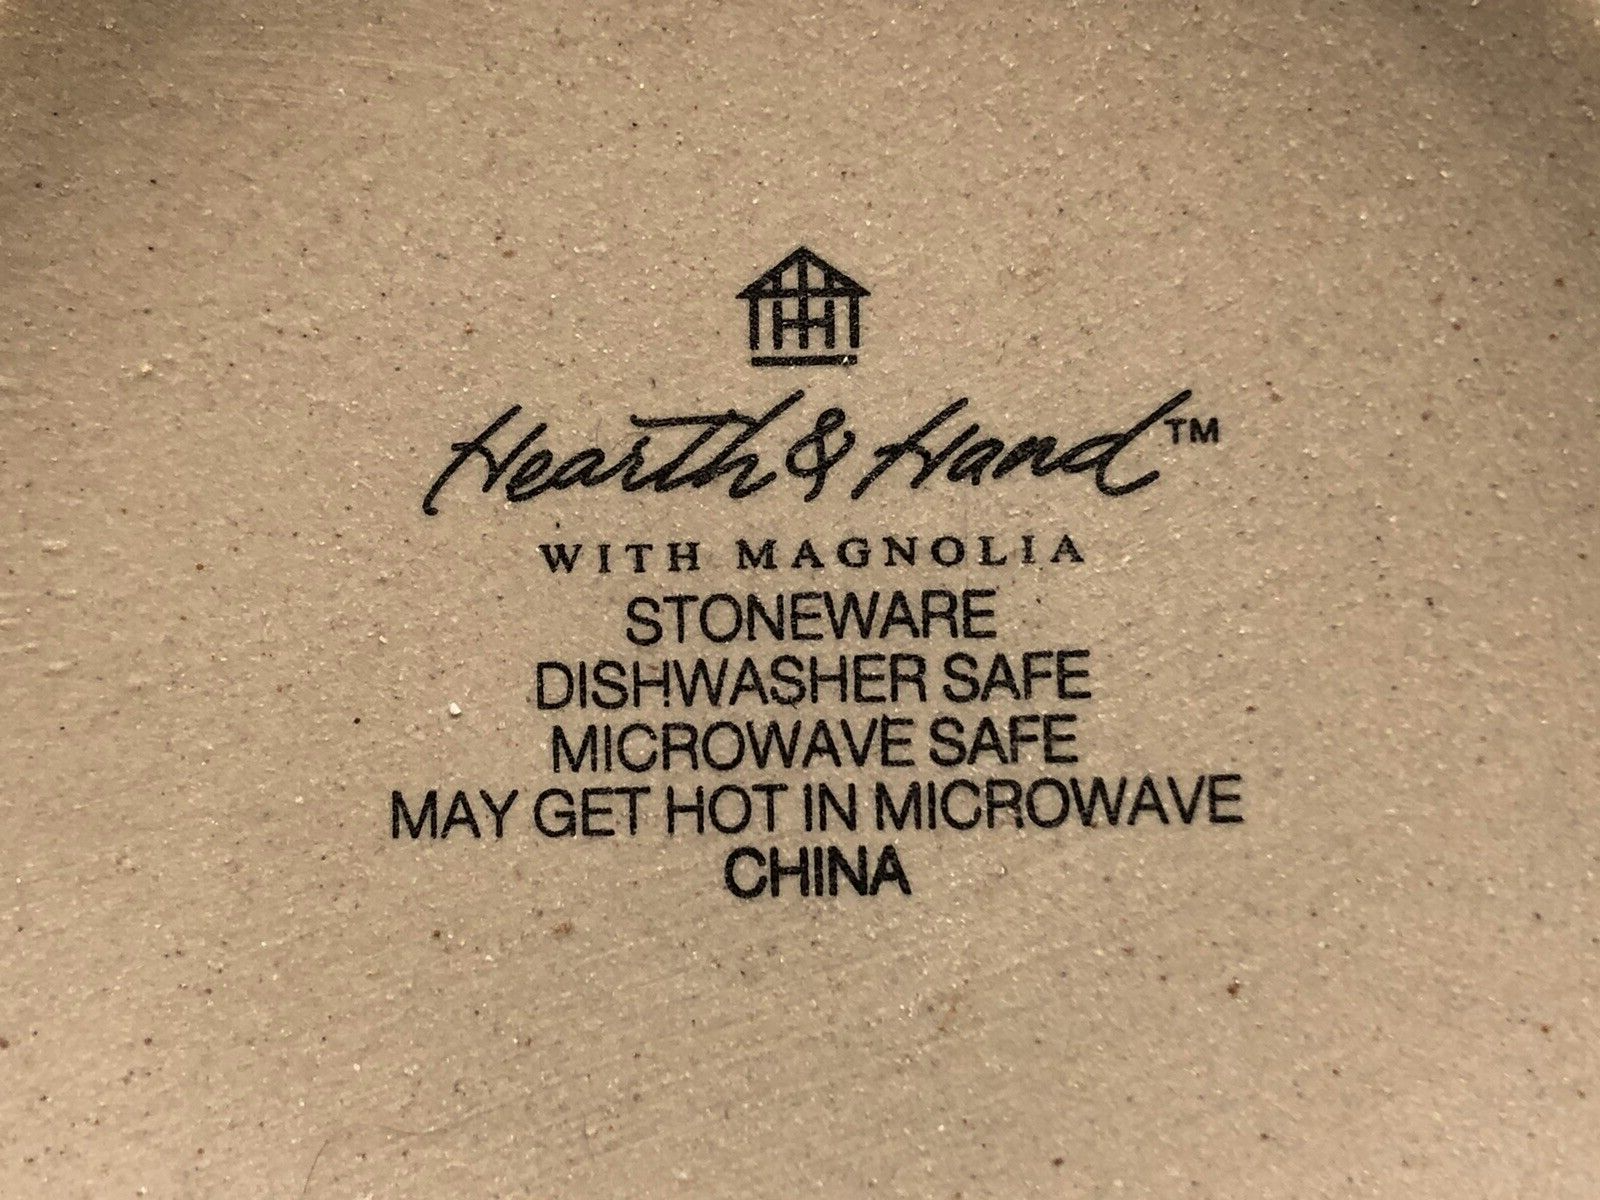 Hearth & Hand™
WITH MAGNOLIA
STONEWARE
DISHWASHER SAFE
MICROWAVE SAFE
MAY GET HOT IN MICROWAVE
CHINA